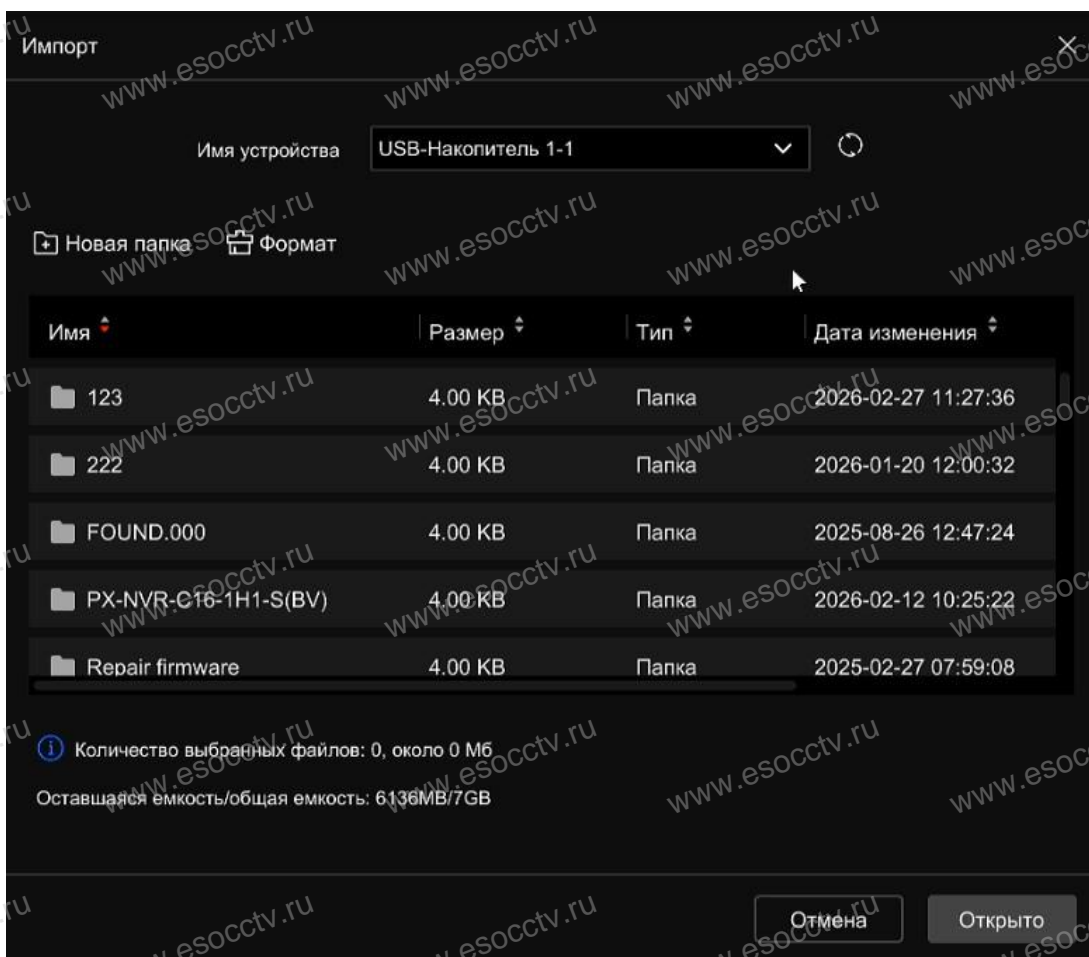 Импорт
Имя устройства USB-Накопитель 1-1
Новая папка Формат
Имя Размер Тип Дата изменения
123 4.00 KB Папка 2026-02-27 11:27:36
222 4.00 KB Папка 2026-01-20 12:00:32
FOUND.000 4.00 KB Папка 2025-08-26 12:47:24
PX-NVR-C16-1H1-S(BV) 4.00 KB Папка 2026-02-12 10:25:22
Repair firmware 4.00 KB Папка 2025-02-27 07:59:08
Количество выбранных файлов: 0, около 0 Мб
Оставшаяся емкость/общая емкость: 6136MB/7GB
Отмена Открыто
www.esocctv.ru